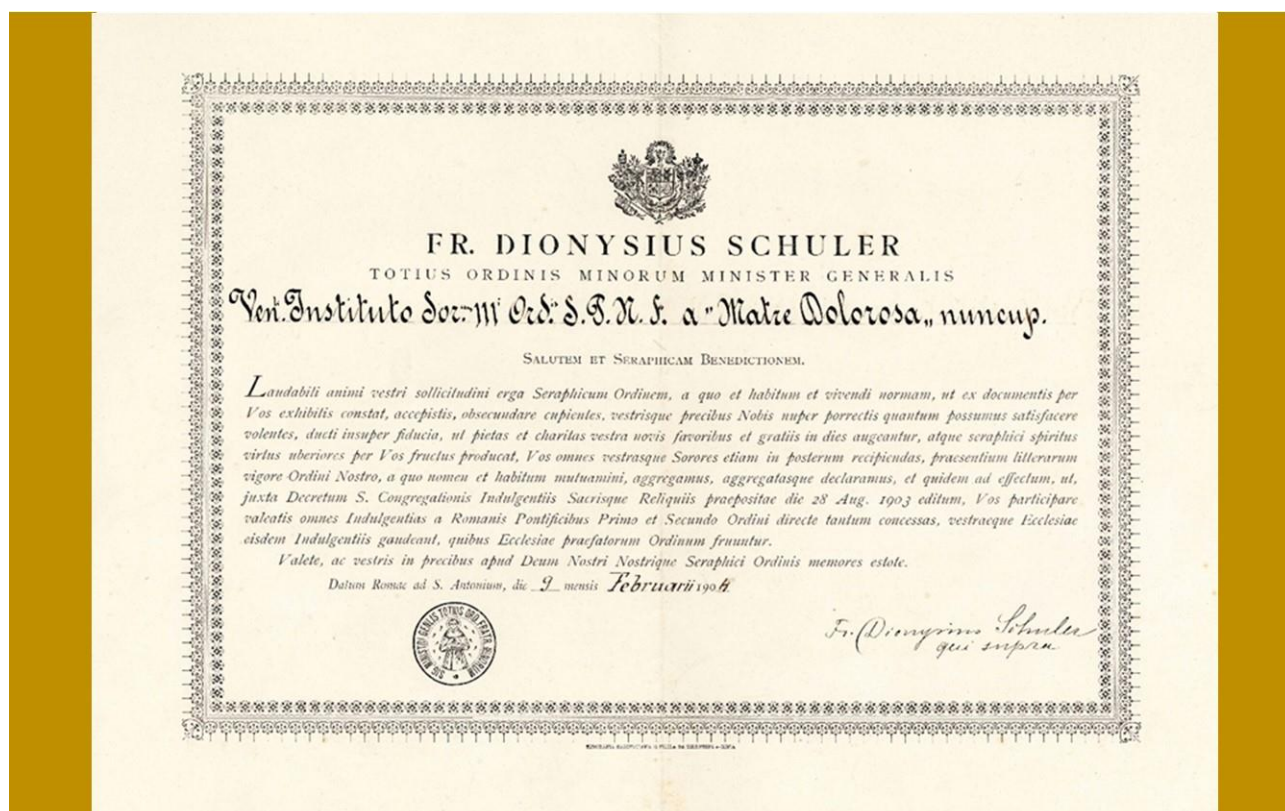 FR. DIONYSIUS SCHULER
TOTIUS ORDINIS MINORUM MINISTER GENERALIS
Ven. Instituto Sor. III Ord. S. P. N. F. a „Matre Dolorosa„ nuncup.
SALUTEM ET SERAPHICAM BENEDICTIONEM.
Laudabili animi vestri sollicitudini erga Seraphicum Ordinem, a quo et habitum et vivendi normam, ut ex documentis per
Vos exhibitis constat, accepistis, obsecundare cupientes, vestrisque precibus Nobis nuper porrectis quantum possumus satisfacere
volentes, ducti insuper fiducia, ut pietas et charitas vestra novis favoribus et gratiis in dies augeantur, atque seraphici spiritus
virtus uberiores per Vos fructus producat, Vos omnes vestrasque Sorores etiam in posterum recipiendas, praesentium litterarum
vigore Ordini Nostro, a quo nomen et habitum mutuamini, aggregamus, aggregatasque declaramus, et quidem ad effectum, ut,
juxta Decretum S. Congregationis Indulgentiis Sacrisque Reliquiis praepositae die 28 Aug. 1903 editum, Vos participare
valeatis omnes Indulgentias a Romanis Pontificibus Primo et Secundo Ordini directe tantum concessas, vestraeque Ecclesiae
eisdem Indulgentiis gaudeant, quibus Ecclesiae praefatorum Ordinum fruuntur.
Valete, ac vestris in precibus apud Deum Nostri Nostrique Seraphici Ordinis memores estote.
Datum Romae ad S. Antonium, die 9 mensis Februarii 1904
SIG. MINISTRI GENLIS TOTIUS ORD. FRATR. MINORUM
Fr. Dionysius Schuler
qui supra